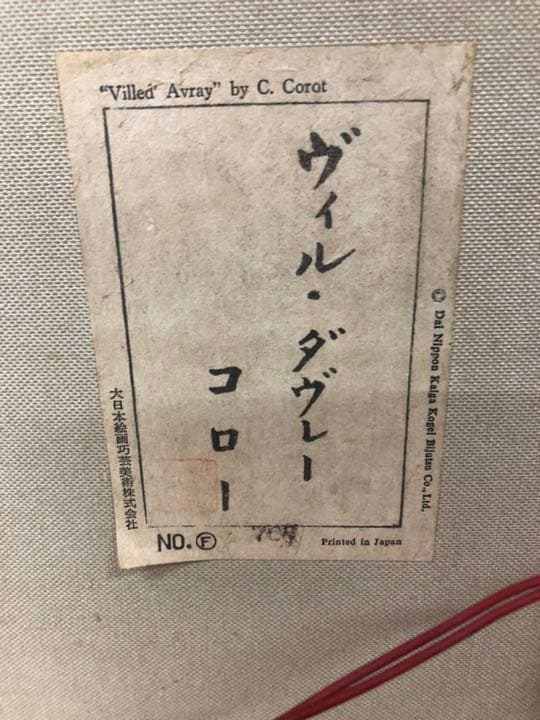 "Villed' Avray" by C. Corot
ヴィル・ダヴレー
コロー
© Dai Nippon Kaiga Kogei Bijutsu Co., Ltd.
大日本絵画巧芸美術株式会社
NO. Ⓕ
Printed in Japan